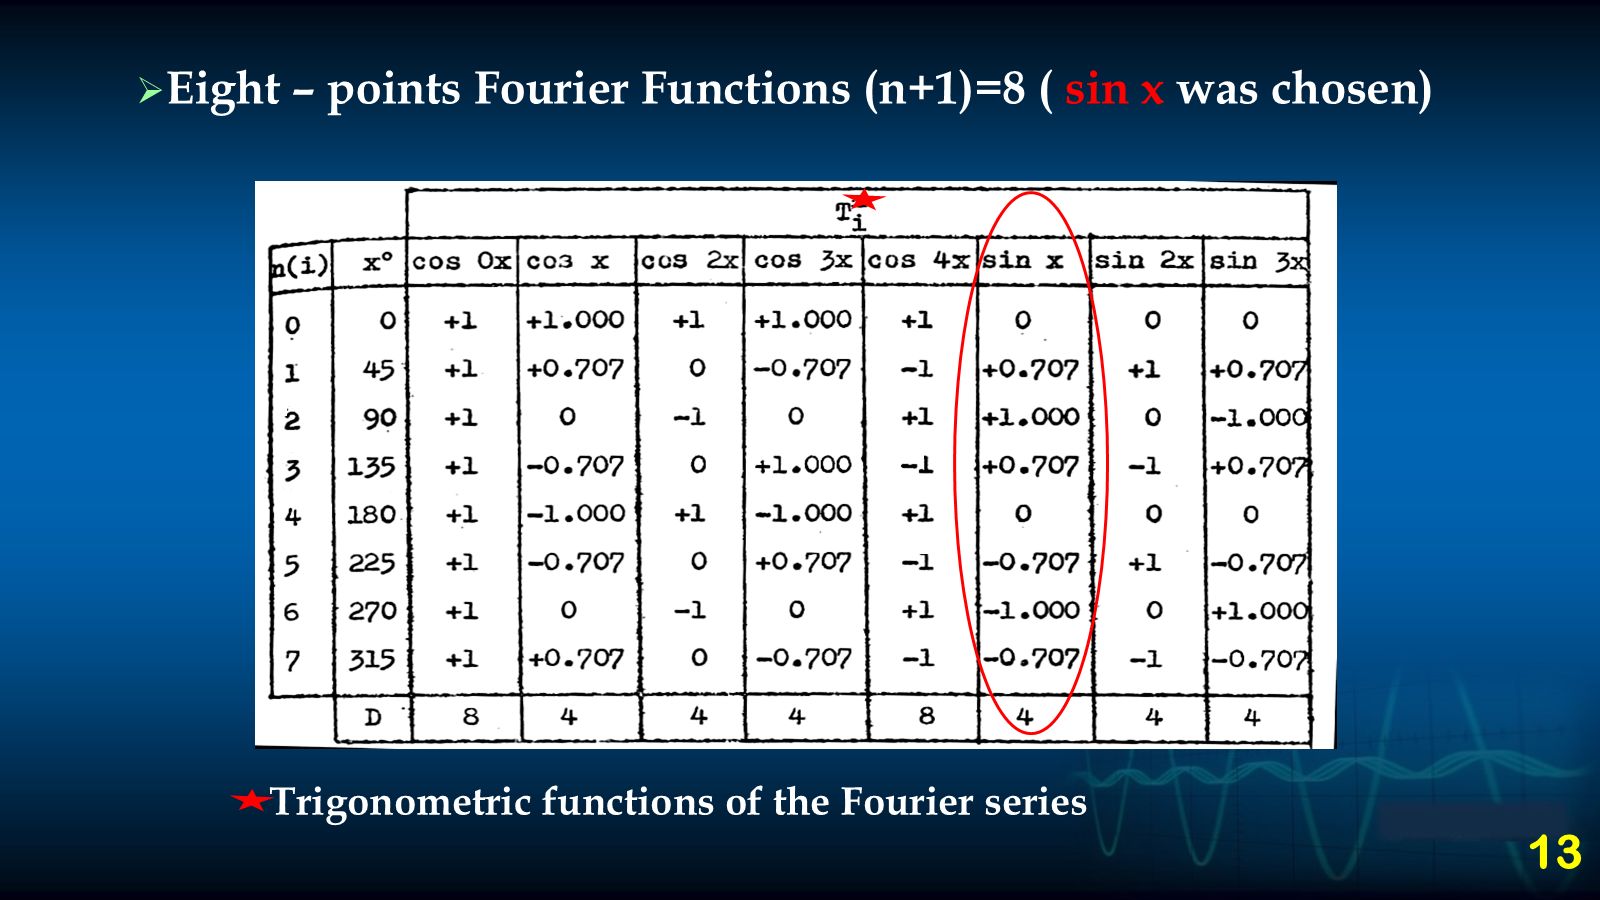 Eight – points Fourier Functions (n+1)=8 ( sin x was chosen)
Ti
n(i) x° cos 0x cos x cos 2x cos 3x cos 4x sin x sin 2x sin 3x
0 0 +1 +1.000 +1 +1.000 +1 0 0 0
1 45 +1 +0.707 0 -0.707 -1 +0.707 +1 +0.707
2 90 +1 0 -1 0 +1 +1.000 0 -1.000
3 135 +1 -0.707 0 +1.000 -1 +0.707 -1 +0.707
4 180 +1 -1.000 +1 -1.000 +1 0 0 0
5 225 +1 -0.707 0 +0.707 -1 -0.707 +1 -0.707
6 270 +1 0 -1 0 +1 -1.000 0 +1.000
7 315 +1 +0.707 0 -0.707 -1 -0.707 -1 -0.707
D 8 4 4 4 8 4 4 4
Trigonometric functions of the Fourier series
13